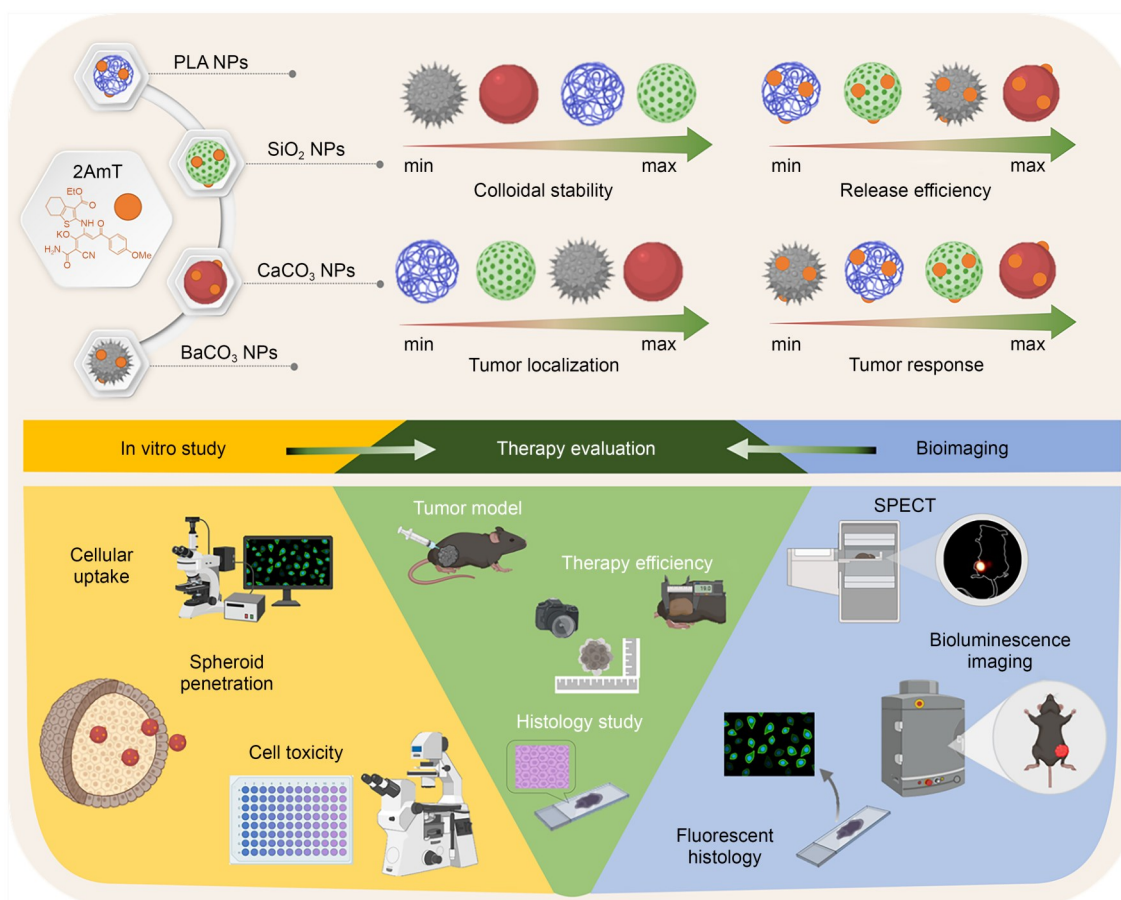 PLA NPs
SiO₂ NPs
2AmT
EtO
O
S
NH
O
KO
H₂N
CN
O
OMe
CaCO₃ NPs
BaCO₃ NPs
min
max
Colloidal stability
min
max
Release efficiency
min
max
Tumor localization
min
max
Tumor response
In vitro study
Therapy evaluation
Bioimaging
Cellular
uptake
Spheroid
penetration
Cell toxicity
Tumor model
Therapy efficiency
Histology study
SPECT
Bioluminescence
imaging
Fluorescent
histology